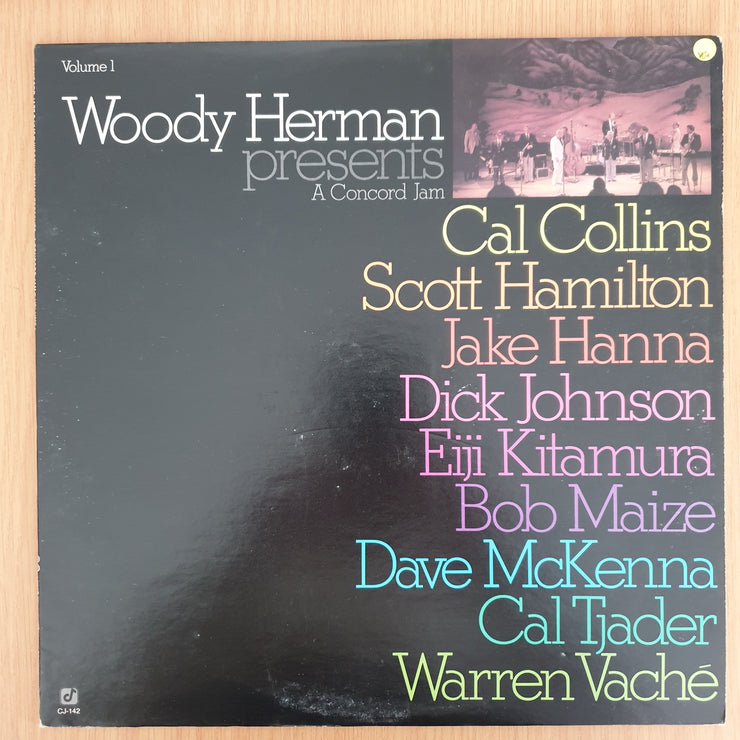 Volume 1
Woody Herman
presents
A Concord Jam
Cal Collins
Scott Hamilton
Jake Hanna
Dick Johnson
Eiji Kitamura
Bob Maize
Dave McKenna
Cal Tjader
Warren Vaché
CJ-142